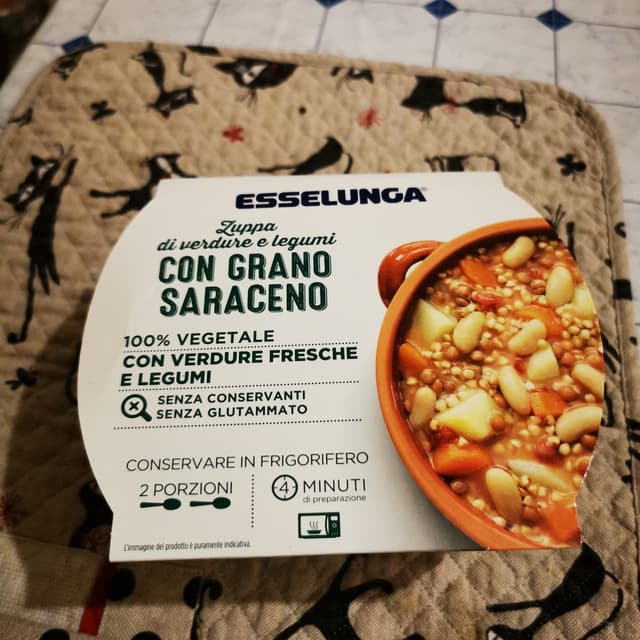 ESSELUNGA®
Zuppa
di verdure e legumi
CON GRANO
SARACENO
100% VEGETALE
CON VERDURE FRESCHE
E LEGUMI
SENZA CONSERVANTI
SENZA GLUTAMMATO
CONSERVARE IN FRIGORIFERO
2 PORZIONI
4 MINUTI
di preparazione
L'immagine del prodotto è puramente indicativa.